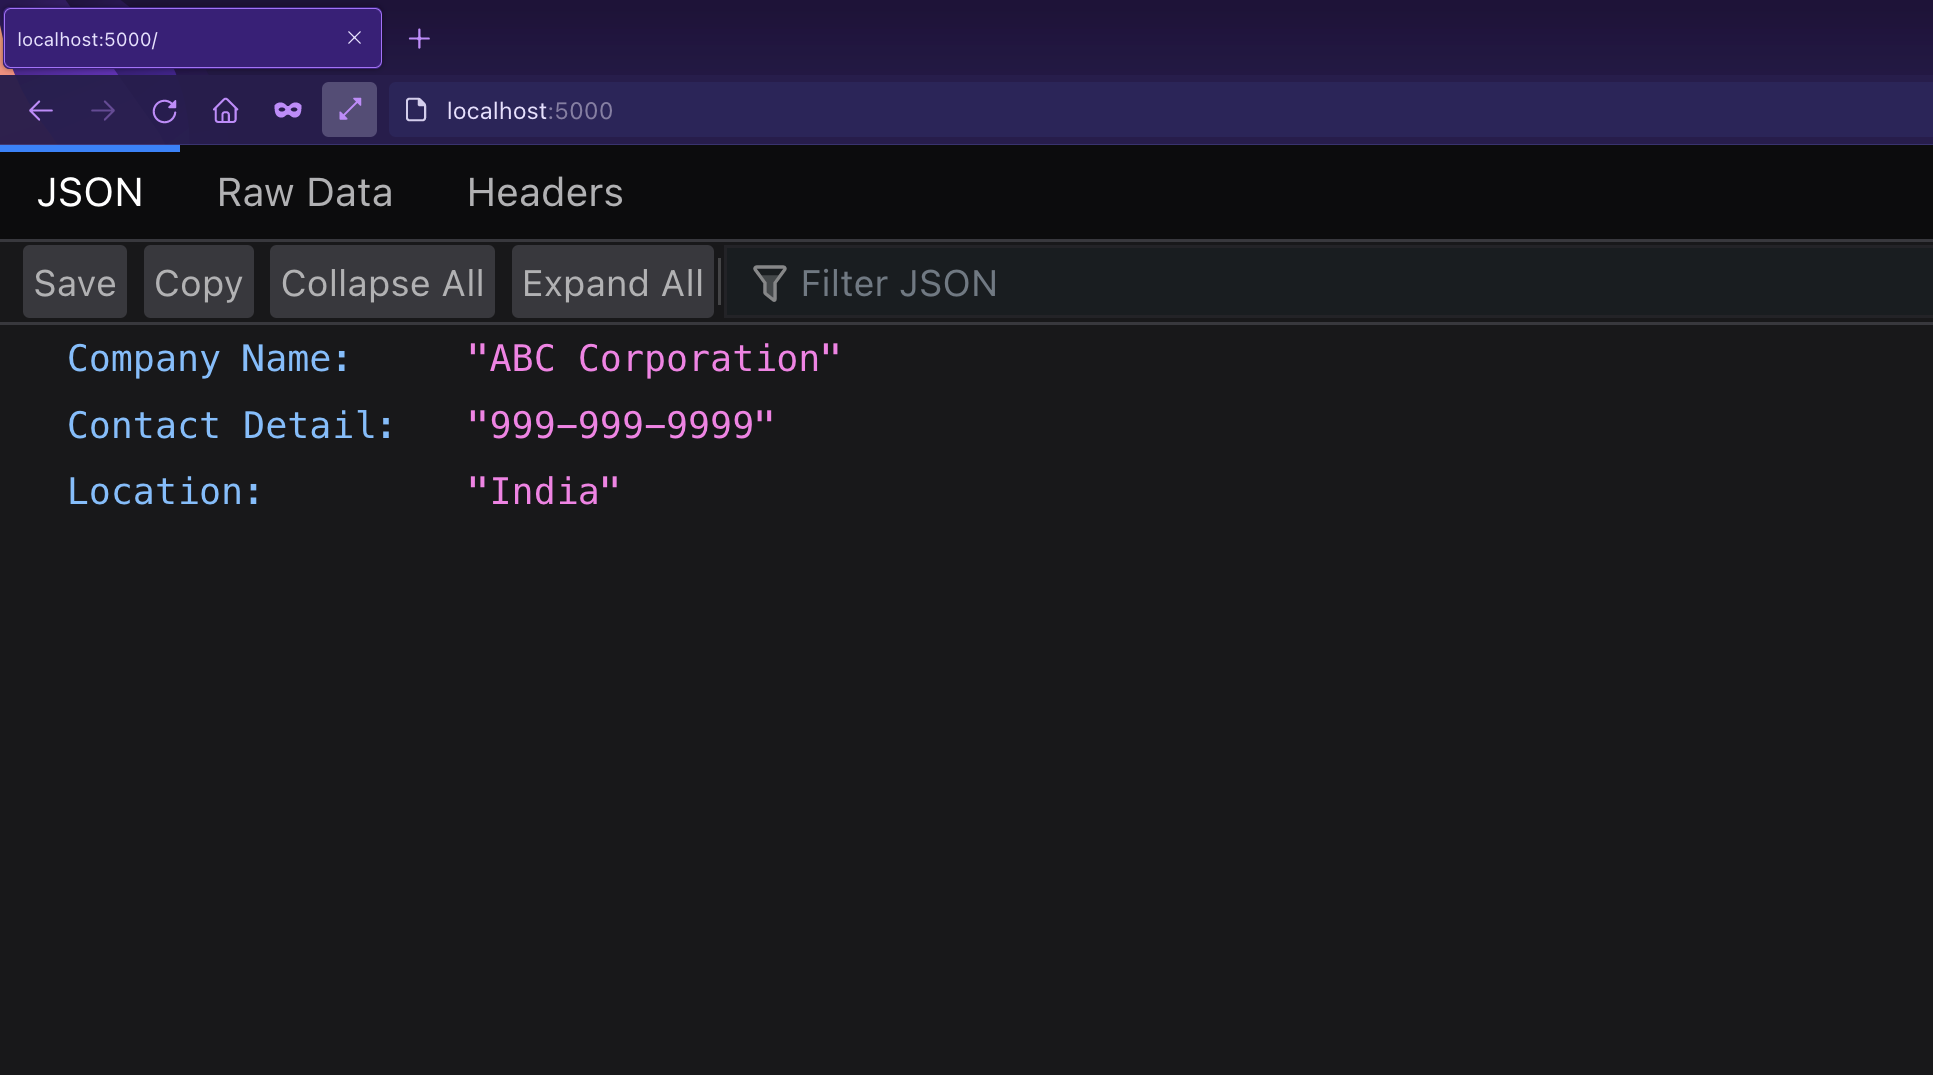 localhost:5000/
localhost:5000
JSON Raw Data Headers
Save Copy Collapse All Expand All Filter JSON
Company Name: "ABC Corporation"
Contact Detail: "999-999-9999"
Location: "India"